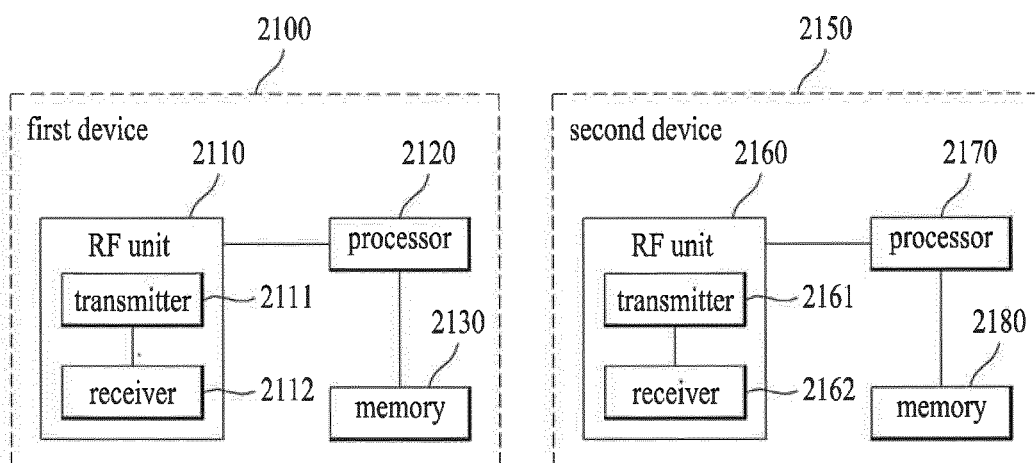 2100
2150
first device
second device
2110
2120
2160
2170
RF unit
processor
RF unit
processor
transmitter
2111
transmitter
2161
2130
2180
receiver
2112
memory
receiver
2162
memory